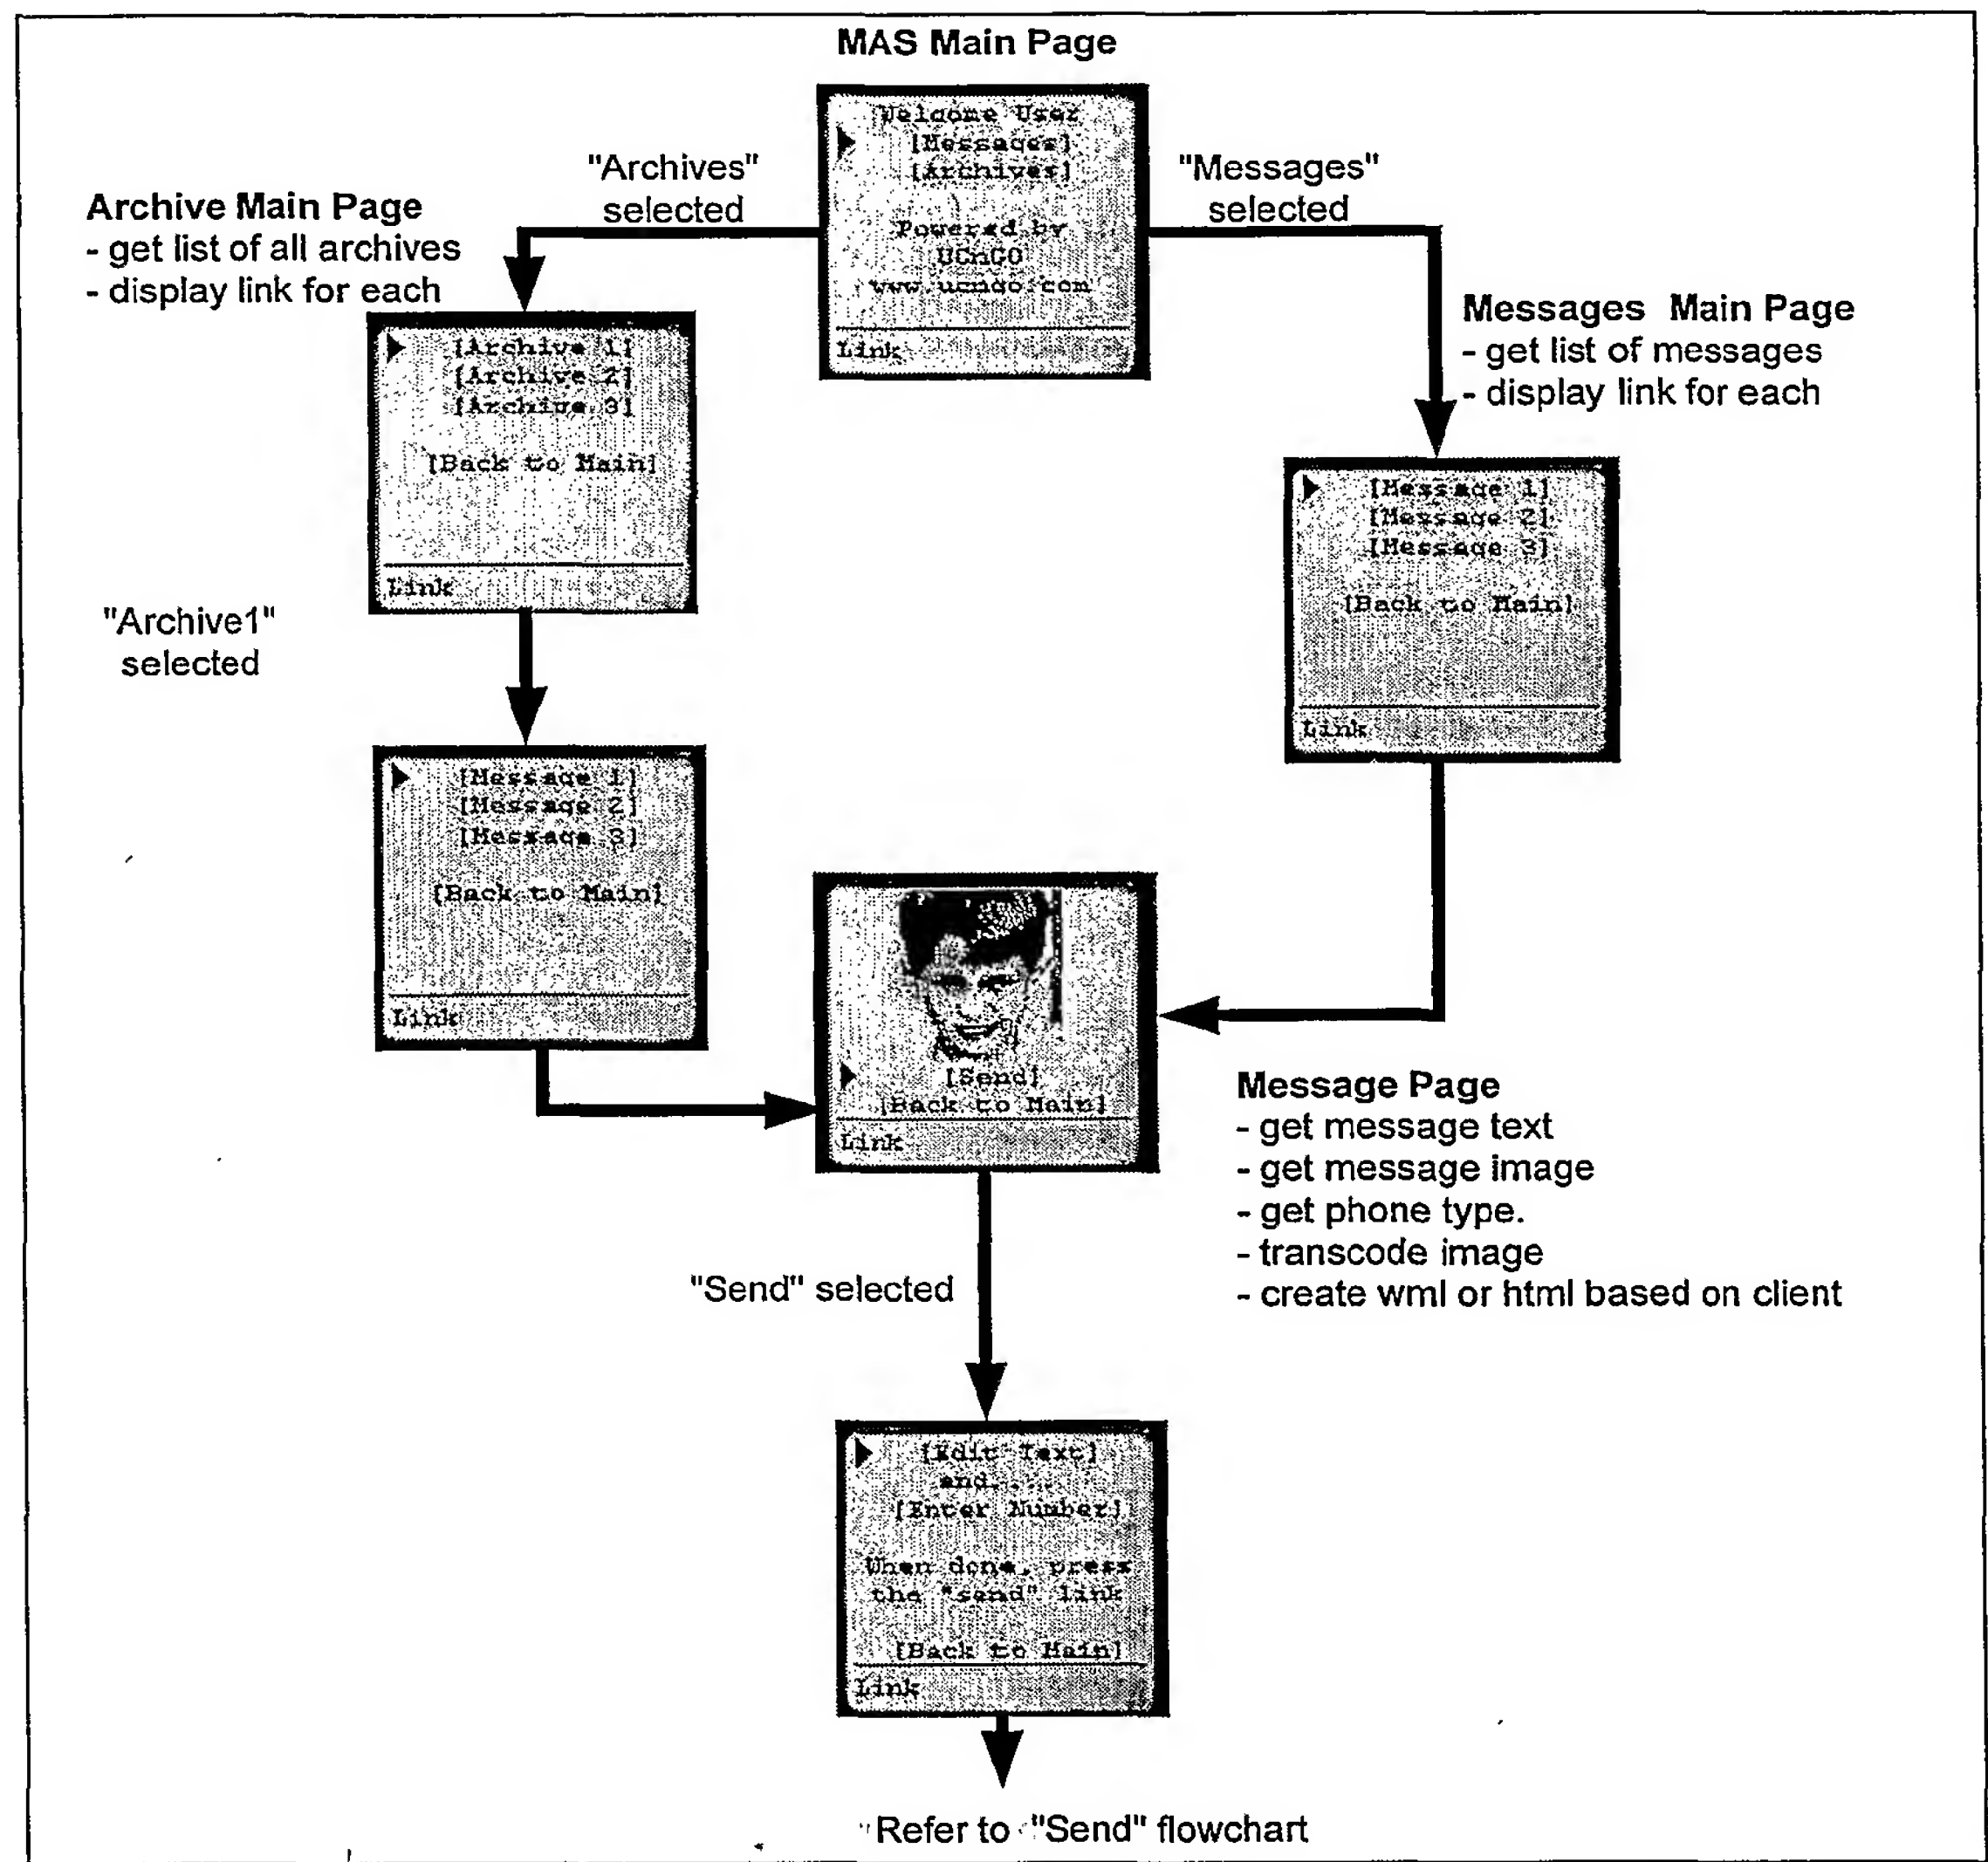 MAS Main Page
Welcome User
[Messages]
[Archives]
Powered by
UCnGO
www.ucngo.com
Link
"Archives"
selected
"Messages"
selected
Archive Main Page
- get list of all archives
- display link for each
[Archive 1]
[Archive 2]
[Archive 3]
[Back to Main]
Link
Messages Main Page
- get list of messages
- display link for each
[Message 1]
[Message 2]
[Message 3]
[Back to Main]
Link
"Archive1"
selected
[Message 1]
[Message 2]
[Message 3]
[Back to Main]
Link
[Send]
[Back to Main]
Link
Message Page
- get message text
- get message image
- get phone type.
- transcode image
- create wml or html based on client
"Send" selected
[Edit Text]
and...
[Enter Number]
When done, press
the "send" link
[Back to Main]
Link
Refer to "Send" flowchart